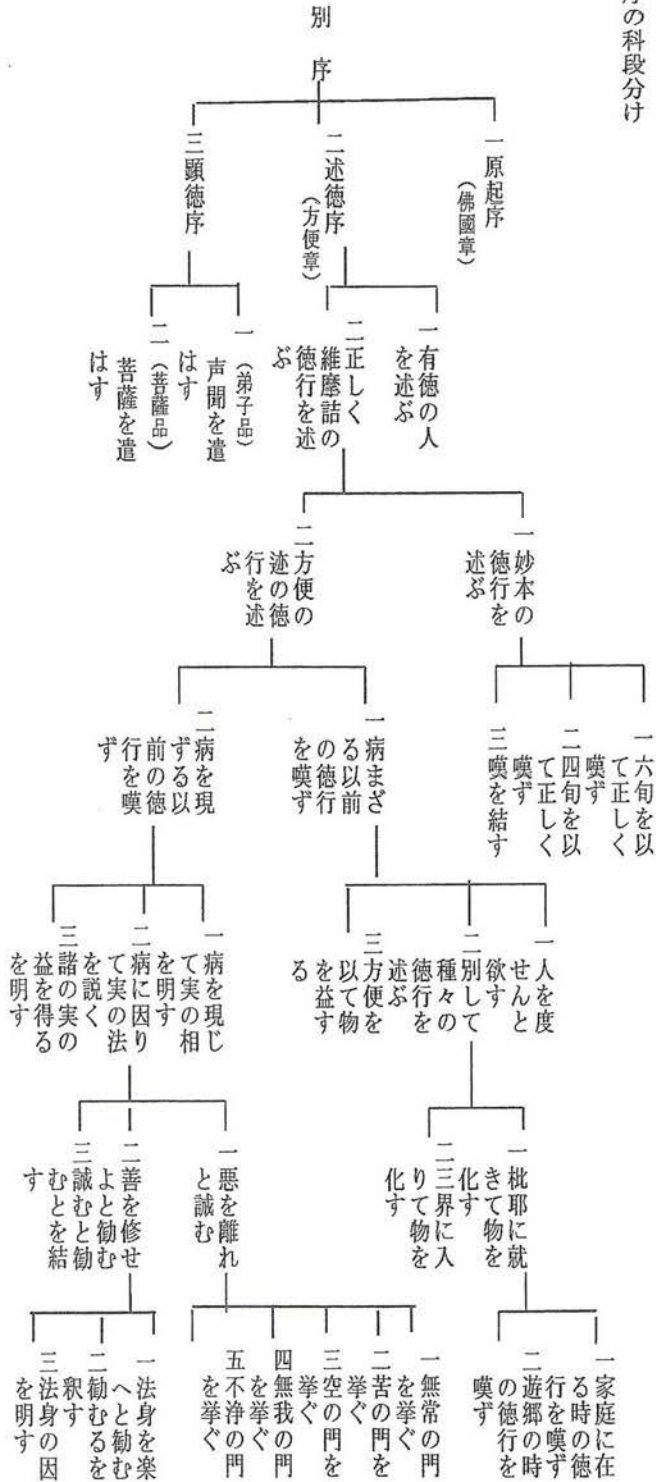 序の科段分け
別序
一原起序
（佛國章）
二述徳序
（方便章）
三顕徳序
一有徳の人
を述ぶ
二正しく
維摩詰の
徳行を述
ぶ
一（弟子品）
声聞を遣
はす
二（菩薩品）
菩薩を遣
はす
一妙本の
徳行を
述ぶ
二方便の
迹の徳
行を述
ぶ
一六句を以
て正しく
嘆ず
二四句を以
て正しく
嘆ず
三嘆を結す
一病まざ
る以前
の徳行
を嘆ず
二病を現
ずる以
前の徳
行を嘆
ず
一人を度
せんと
欲す
二別して
種々の
徳行を
述ぶ
三方便を
以て物
を益す
る
一病を現じ
て実の相
を明す
二病に因り
て実の法
を説く
三諸の実の
益を得る
を明す
一枇耶に就
きて物を
化す
二三界に入
りて物を
化す
一悪を離れ
と誡む
二善を修せ
よと勧む
三誡むと勧
むとを結
す
一家庭に在
る時の徳
行を嘆ず
二遊郷の時
の徳行を
嘆ず
一無常の門
を挙ぐ
二苦の門を
挙ぐ
三空の門を
挙ぐ
四無我の門
を挙ぐ
五不浄の門
を挙ぐ
一法身を楽
へと勧む
二勧むるを
釈す
三法身の因
を明す